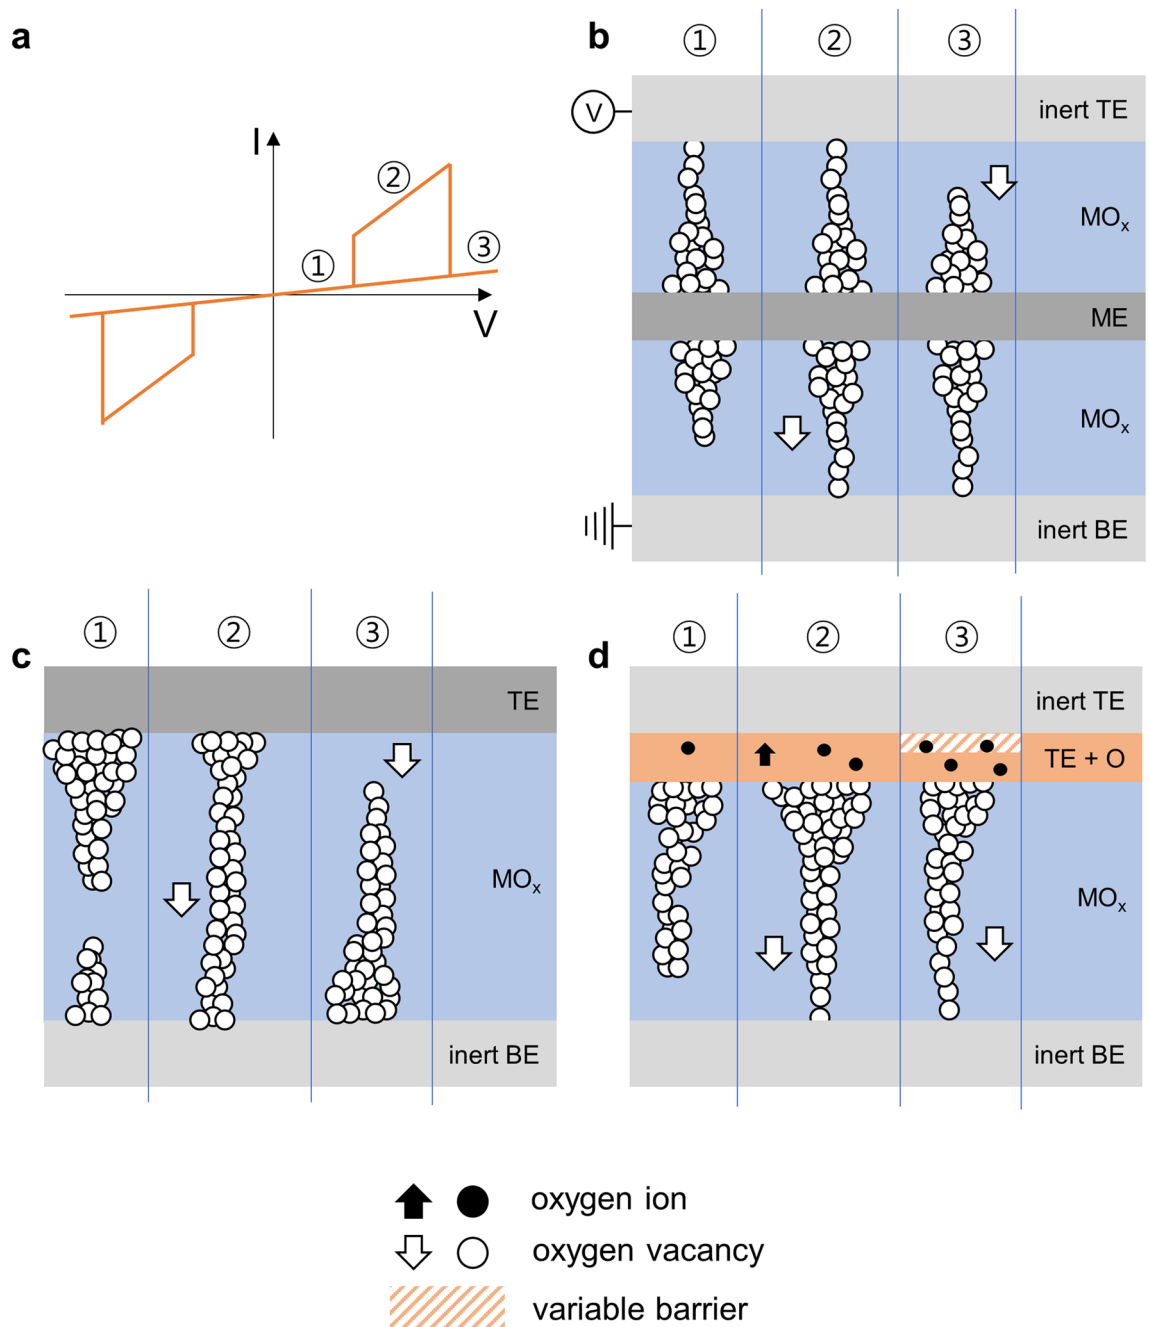 a
I
②
①
③
V
b
① ② ③
V
inert TE
MOₓ
ME
MOₓ
inert BE
c
① ② ③
TE
MOₓ
inert BE
d
① ② ③
inert TE
TE + O
MOₓ
inert BE
oxygen ion
oxygen vacancy
variable barrier